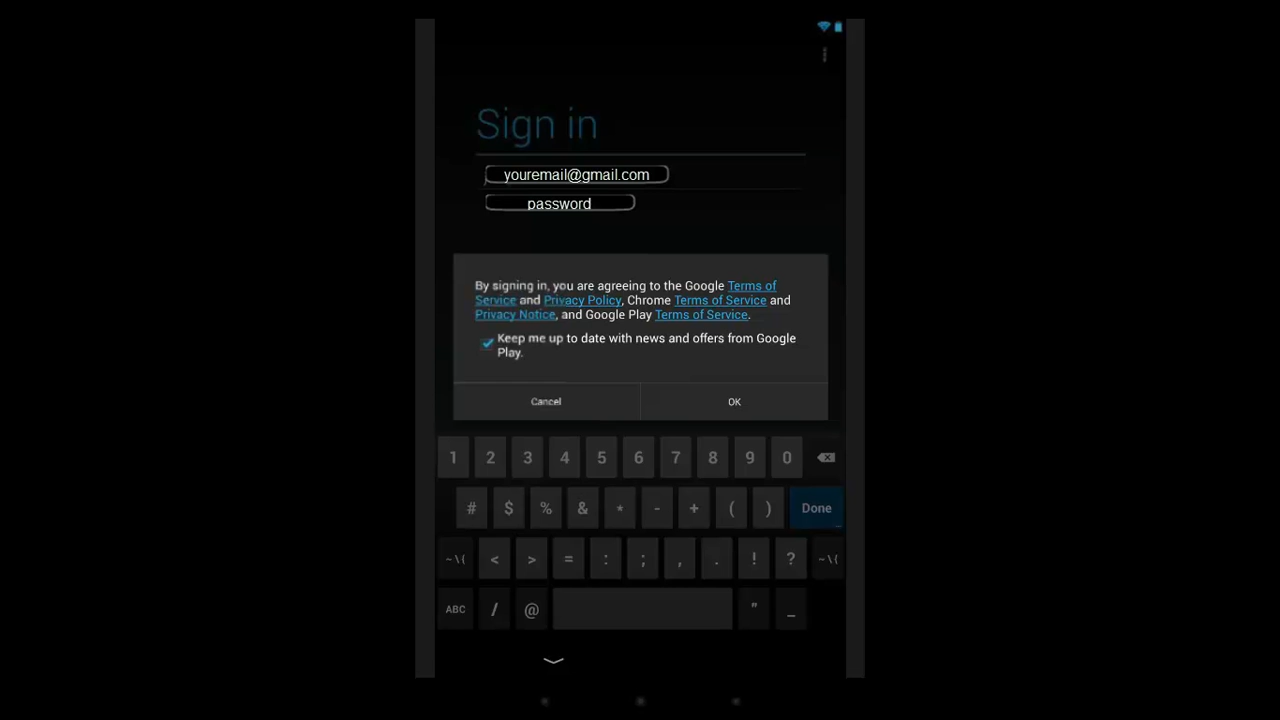 Sign in
youremail@gmail.com
password
By signing in, you are agreeing to the Google Terms of
Service and Privacy Policy, Chrome Terms of Service and
Privacy Notice, and Google Play Terms of Service.
Keep me up to date with news and offers from Google
Play.
Cancel OK
1 2 3 4 5 6 7 8 9 0
# $ % & * - + ( ) Done
~\{ < > = : ; , . ! ? ~\{
ABC / @ " _